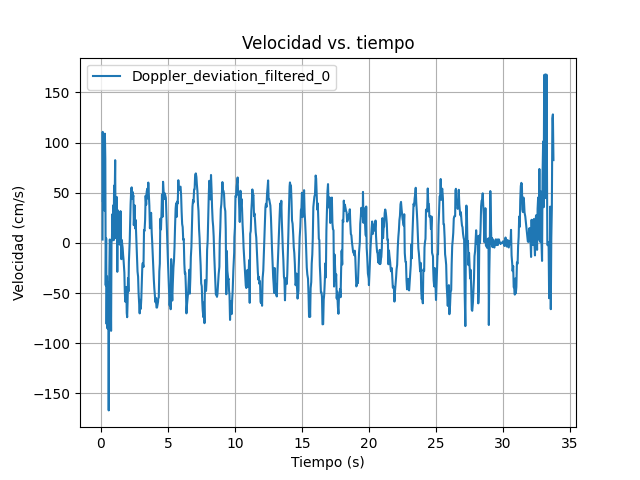 Velocidad vs. tiempo
Doppler_deviation_filtered_0
150
100
50
0
−50
−100
−150
Velocidad (cm/s)
0 5 10 15 20 25 30 35
Tiempo (s)